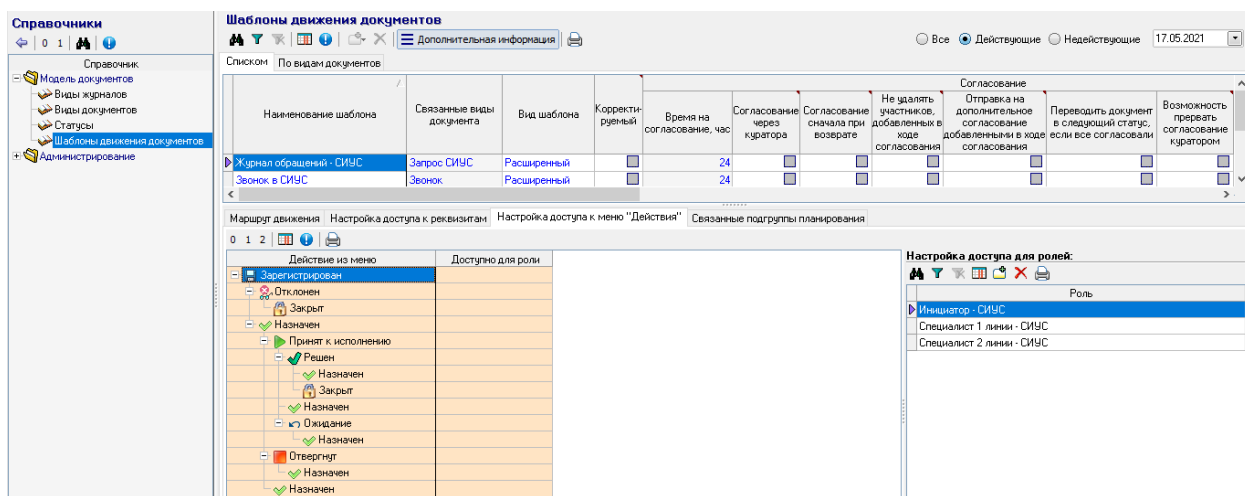 Справочники
0 1
Справочник
Модель документов
Виды журналов
Виды документов
Статусы
Шаблоны движения документов
Администрирование
Шаблоны движения документов
Дополнительная информация
Все Действующие Недействующие 17.05.2021
Списком По видам документов
Наименование шаблона
Связанные виды документа
Вид шаблона
Корректи-руемый
Согласование
Время на согласование, час
Согласование через куратора
Согласование сначала при возврате
Не удалять участников, добавленных в ходе согласования
Отправка на дополнительное согласование добавленными в ходе согласования
Переводить документ в следующий статус, если все согласовали
Возможность прервать согласование куратором
Журнал обращений - СИУС Запрос СИУС Расширенный 24
Звонок в СИУС Звонок Расширенный 24
Маршрут движения Настройка доступа к реквизитам Настройка доступа к меню "Действия" Связанные подгруппы планирования
0 1 2
Действие из меню Доступно для роли
Зарегистрирован
Отклонен
Закрыт
Назначен
Принят к исполнению
Решен
Назначен
Закрыт
Назначен
Ожидание
Назначен
Отвергнут
Назначен
Назначен
Настройка доступа для ролей:
Роль
Инициатор - СИУС
Специалист 1 линии - СИУС
Специалист 2 линии - СИУС